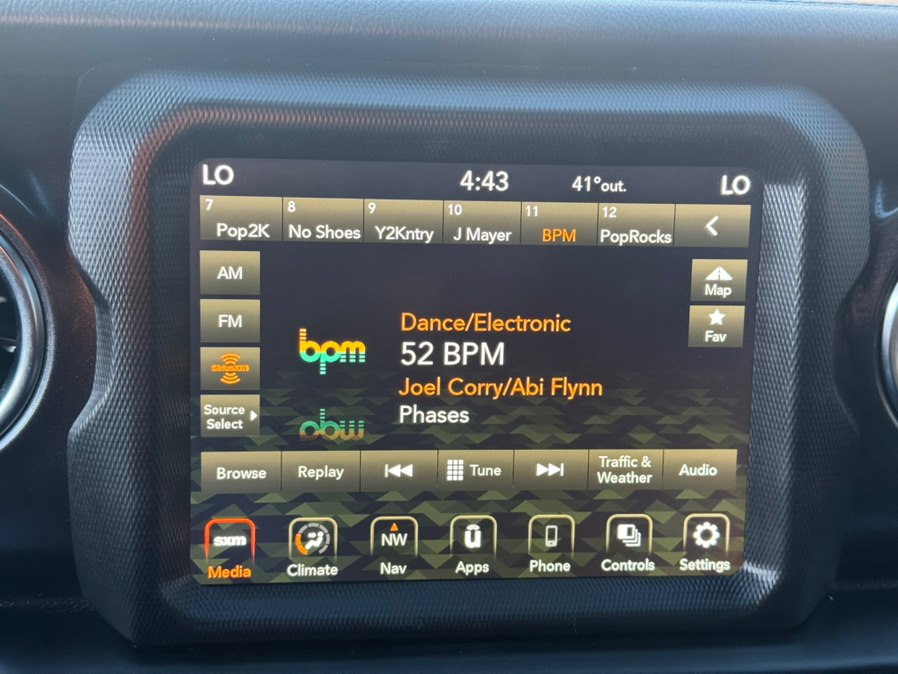 LO 4:43 41°out. LO
7 8 9 10 11 12
Pop2K No Shoes Y2Kntry J Mayer BPM PopRocks
AM
Map
FM
Fav
SiriusXM
Source
Select
bpm
Dance/Electronic
52 BPM
Joel Corry/Abi Flynn
Phases
Browse Replay Tune Traffic & Audio
Weather
sxm NW
Media Climate Nav Apps Phone Controls Settings